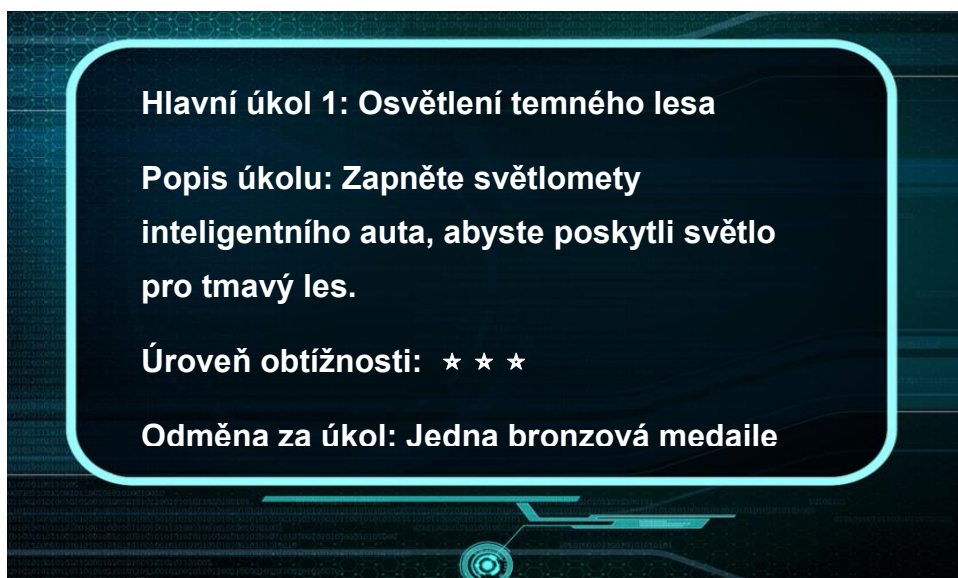 Hlavní úkol 1: Osvětlení temného lesa
Popis úkolu: Zapněte světlomety
inteligentního auta, abyste poskytli světlo
pro tmavý les.
Úroveň obtížnosti: ★ ★ ★
Odměna za úkol: Jedna bronzová medaile